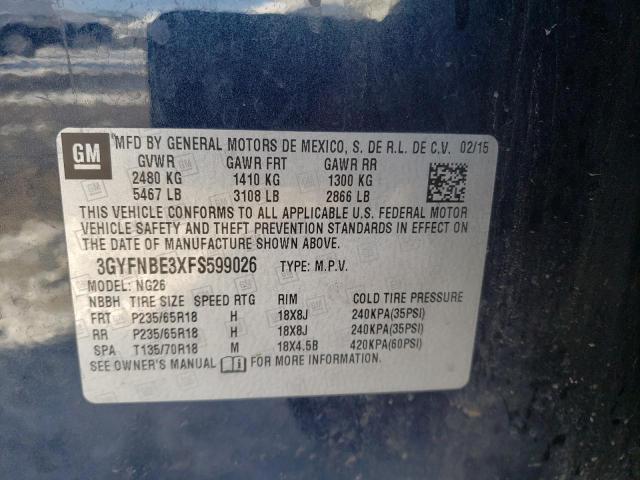 GM
MFD BY GENERAL MOTORS DE MEXICO, S. DE R.L. DE C.V. 02/15
GVWR GAWR FRT GAWR RR
2480 KG 1410 KG 1300 KG
5467 LB 3108 LB 2866 LB
THIS VEHICLE CONFORMS TO ALL APPLICABLE U.S. FEDERAL MOTOR
VEHICLE SAFETY AND THEFT PREVENTION STANDARDS IN EFFECT ON
THE DATE OF MANUFACTURE SHOWN ABOVE.
3GYFNBE3XFS599026 TYPE: M.P.V.
MODEL: NG26
NBBH TIRE SIZE SPEED RTG RIM COLD TIRE PRESSURE
FRT P235/65R18 H 18X8J 240KPA(35PSI)
RR P235/65R18 H 18X8J 240KPA(35PSI)
SPA T135/70R18 M 18X4.5B 420KPA(60PSI)
SEE OWNER'S MANUAL FOR MORE INFORMATION.